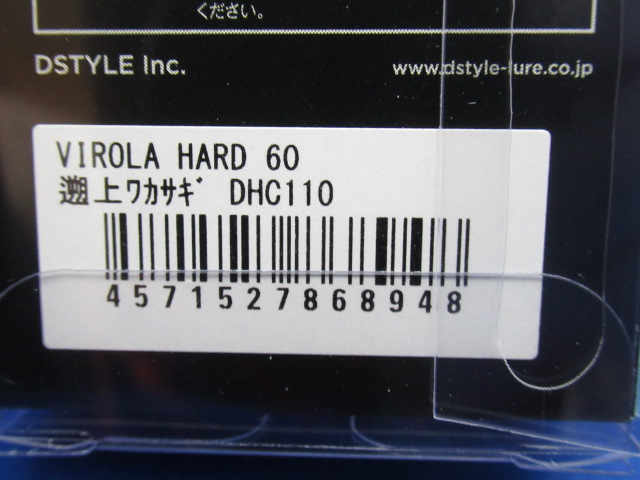 ください。
DSTYLE Inc.
www.dstyle-lure.co.jp
VIROLA HARD 60
遡上ﾜｶｻｷﾞ DHC110
4571527868948